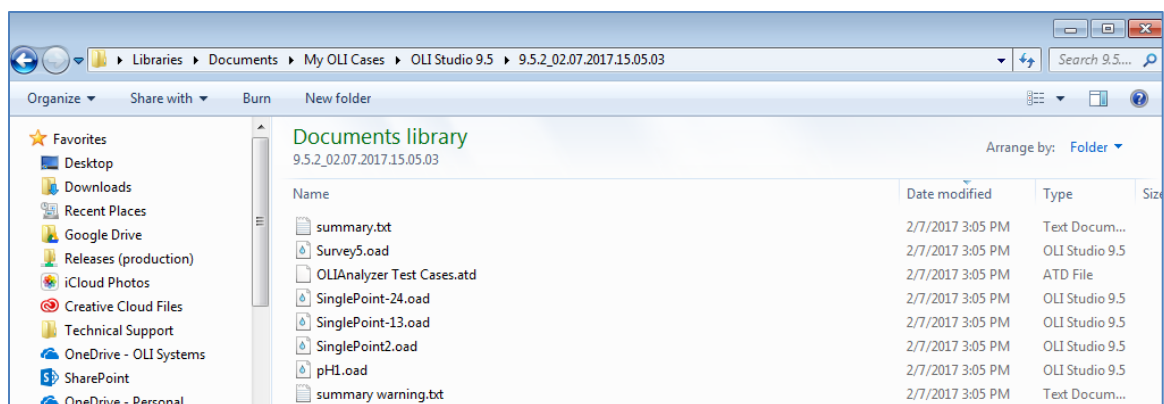 Libraries Documents My OLI Cases OLI Studio 9.5 9.5.2_02.07.2017.15.05.03 Search 9.5....
Organize Share with Burn New folder
Favorites
Desktop
Downloads
Recent Places
Google Drive
Releases (production)
iCloud Photos
Creative Cloud Files
Technical Support
OneDrive - OLI Systems
SharePoint
OneDrive - Personal
Documents library
9.5.2_02.07.2017.15.05.03
Arrange by: Folder
Name Date modified Type Size
summary.txt 2/7/2017 3:05 PM Text Docum...
Survey5.oad 2/7/2017 3:05 PM OLI Studio 9.5
OLIAnalyzer Test Cases.atd 2/7/2017 3:05 PM ATD File
SinglePoint-24.oad 2/7/2017 3:05 PM OLI Studio 9.5
SinglePoint-13.oad 2/7/2017 3:05 PM OLI Studio 9.5
SinglePoint2.oad 2/7/2017 3:05 PM OLI Studio 9.5
pH1.oad 2/7/2017 3:05 PM OLI Studio 9.5
summary warning.txt 2/7/2017 3:05 PM Text Docum...